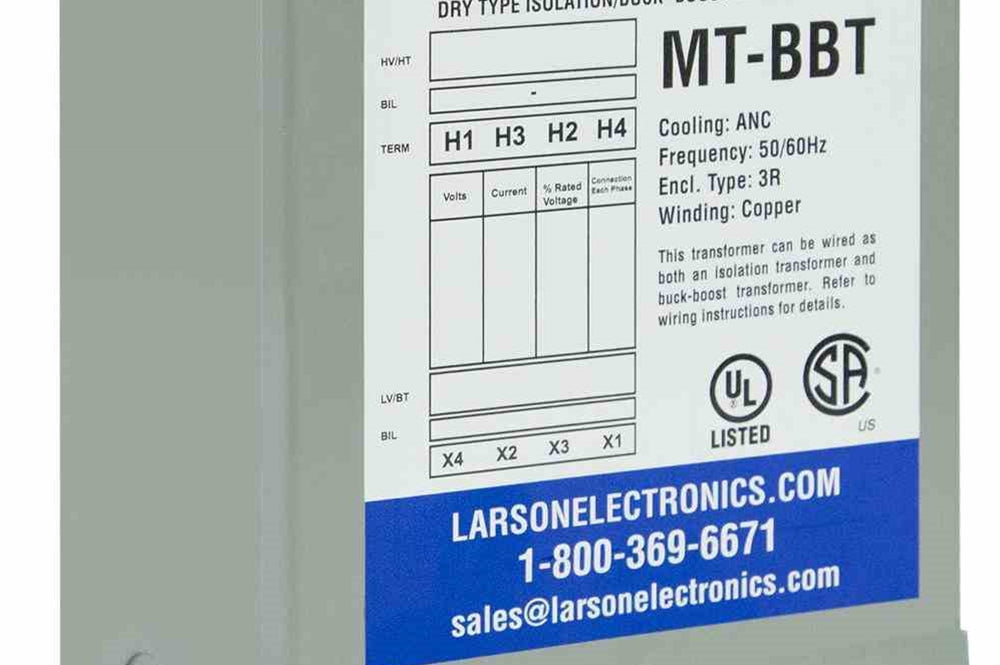 DRY TYPE ISOLATION/BUCK-BOOST
HV/HT
BIL
-
TERM
H1 H3 H2 H4
Volts
Current
% Rated
Voltage
Connection
Each Phase
LV/BT
BIL
X4 X2 X3 X1
MT-BBT
Cooling: ANC
Frequency: 50/60Hz
Encl. Type: 3R
Winding: Copper
This transformer can be wired as
both an isolation transformer and
buck-boost transformer. Refer to
wiring instructions for details.
UL
®
LISTED
SA
®
US
LARSONELECTRONICS.COM
1-800-369-6671
sales@larsonelectronics.com